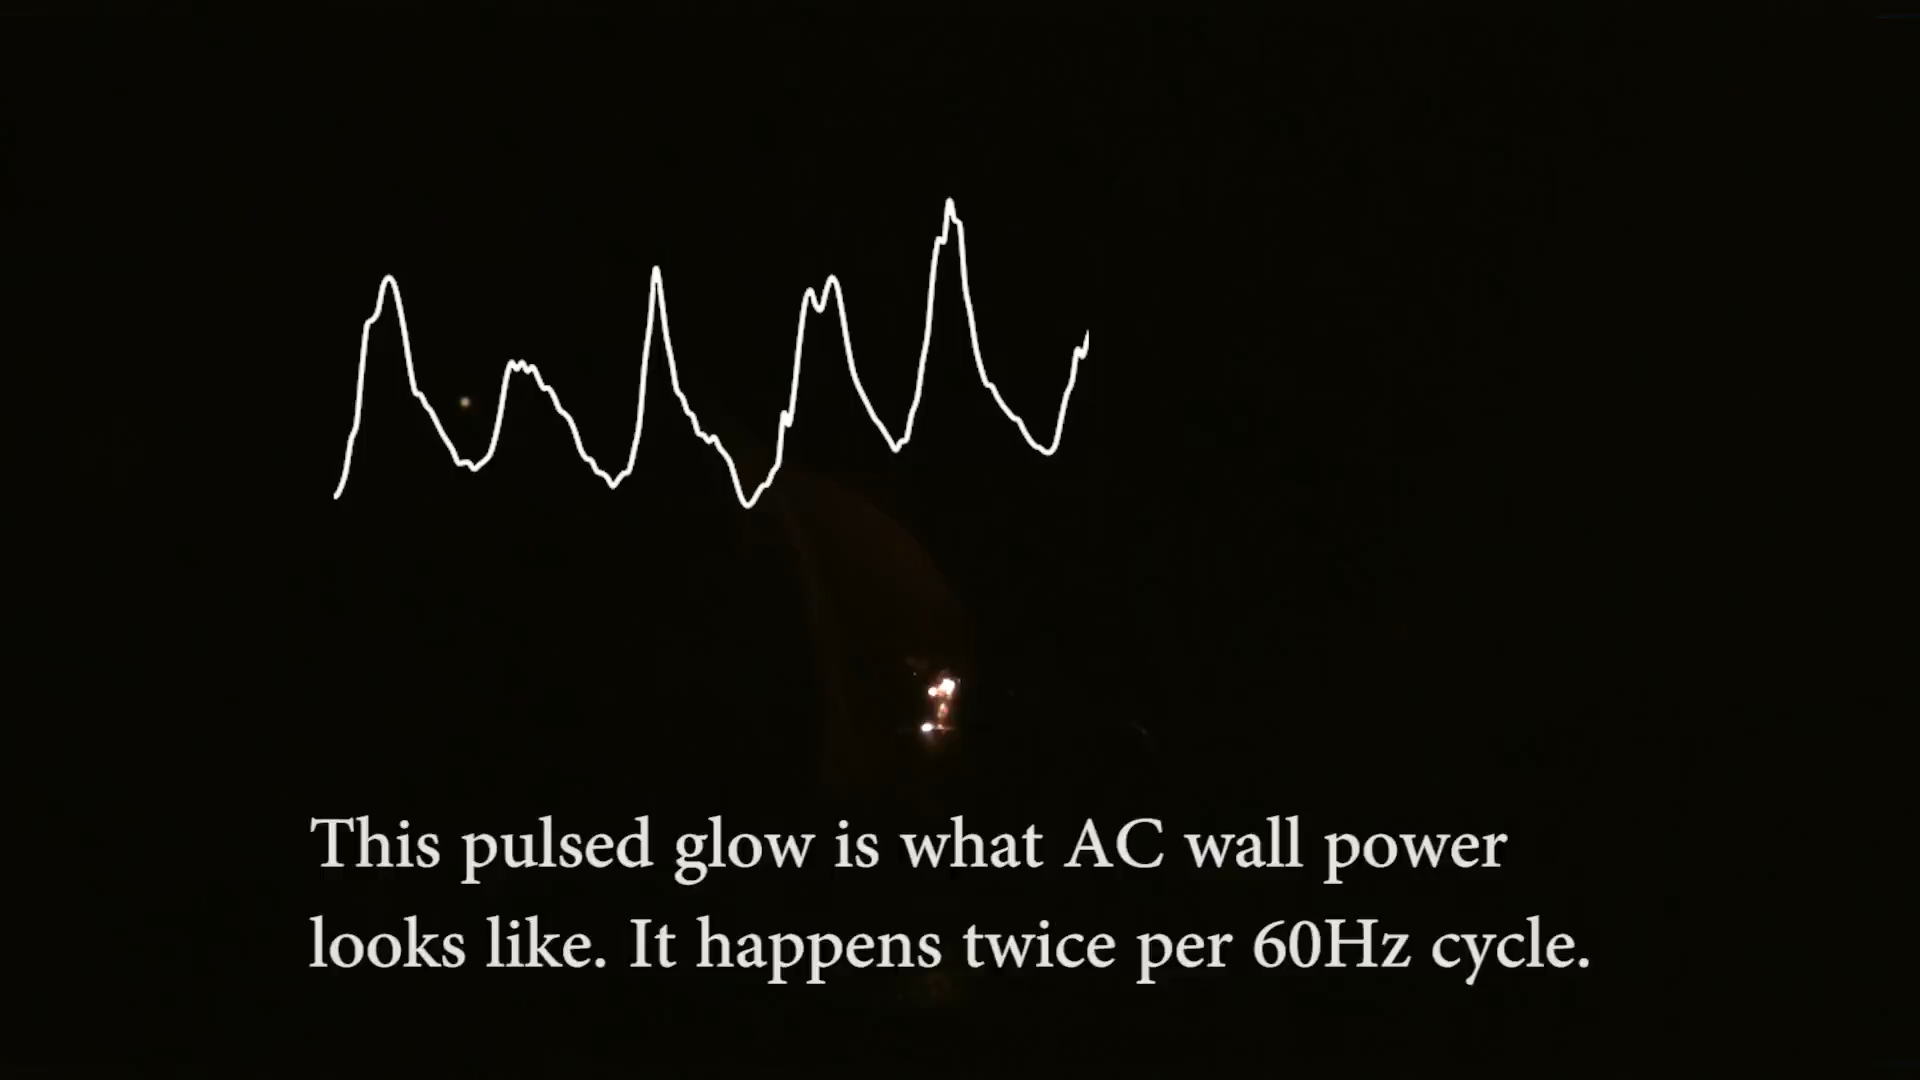 This pulsed glow is what AC wall power
looks like. It happens twice per 60Hz cycle.